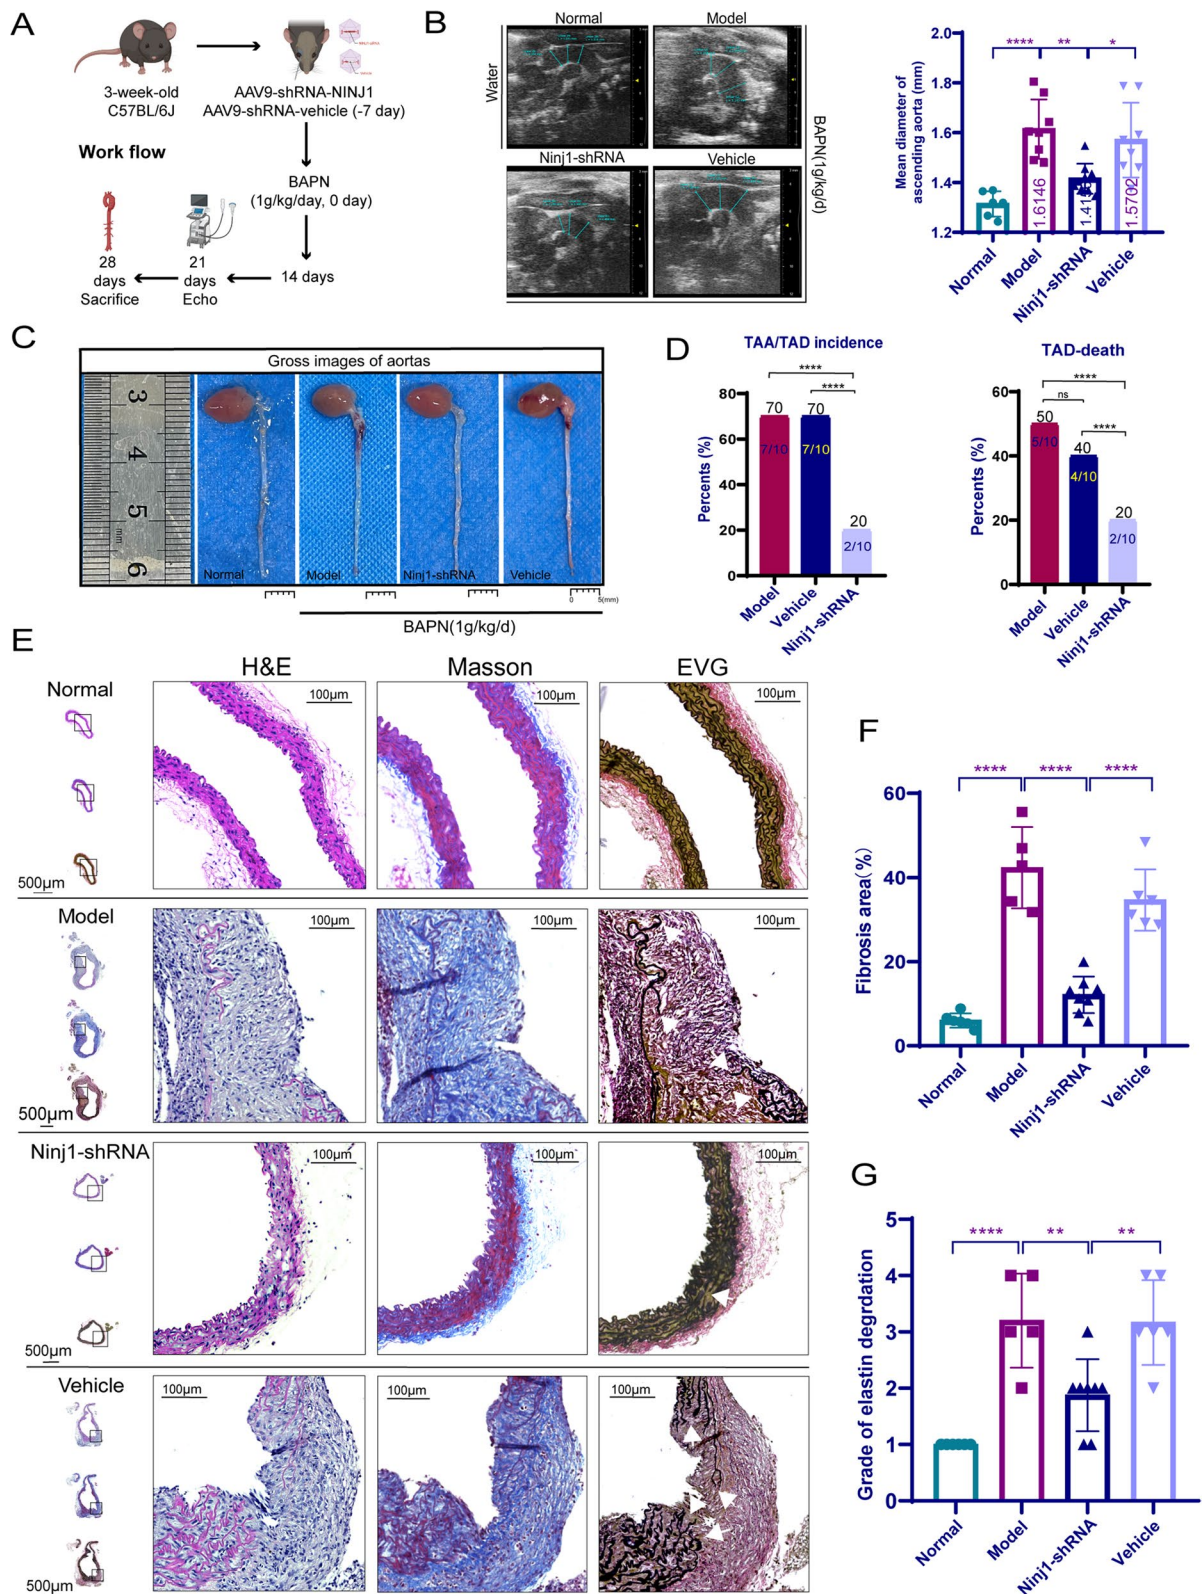 A
3-week-old
C57BL/6J
AAV9-shRNA-NINJ1
AAV9-shRNA-vehicle (-7 day)
Work flow
BAPN
(1g/kg/day, 0 day)
14 days
21
days
Echo
28
days
Sacrifice
B
Normal
Model
Water
Ninj1-shRNA
Vehicle
BAPN(1g/kg/d)
Mean diameter of
ascending aorta (mm)
2.0
1.8
1.6
1.4
1.2
**** ** *
1.6146
1.41
1.5702
Normal
Model
Ninj1-shRNA
Vehicle
C
Gross images of aortas
3
4
5
mm
6
Normal
Model
Ninj1-shRNA
Vehicle
0 5(mm)
BAPN(1g/kg/d)
D
TAA/TAD incidence
****
****
Percents (%)
80
60
40
20
0
70
7/10
70
7/10
20
2/10
Model
Vehicle
Ninj1-shRNA
TAD-death
****
ns
****
Percents (%)
60
40
20
0
50
5/10
40
4/10
20
2/10
Model
Vehicle
Ninj1-shRNA
E
H&E
Masson
EVG
Normal
500μm
100μm
100μm
100μm
Model
500μm
100μm
100μm
100μm
Ninj1-shRNA
500μm
100μm
100μm
100μm
Vehicle
500μm
100μm
100μm
100μm
F
**** **** ****
Fibrosis area(%)
60
40
20
0
Normal
Model
Ninj1-shRNA
Vehicle
G
**** ** **
Grade of elastin degrdation
5
4
3
2
1
0
Normal
Model
Ninj1-shRNA
Vehicle